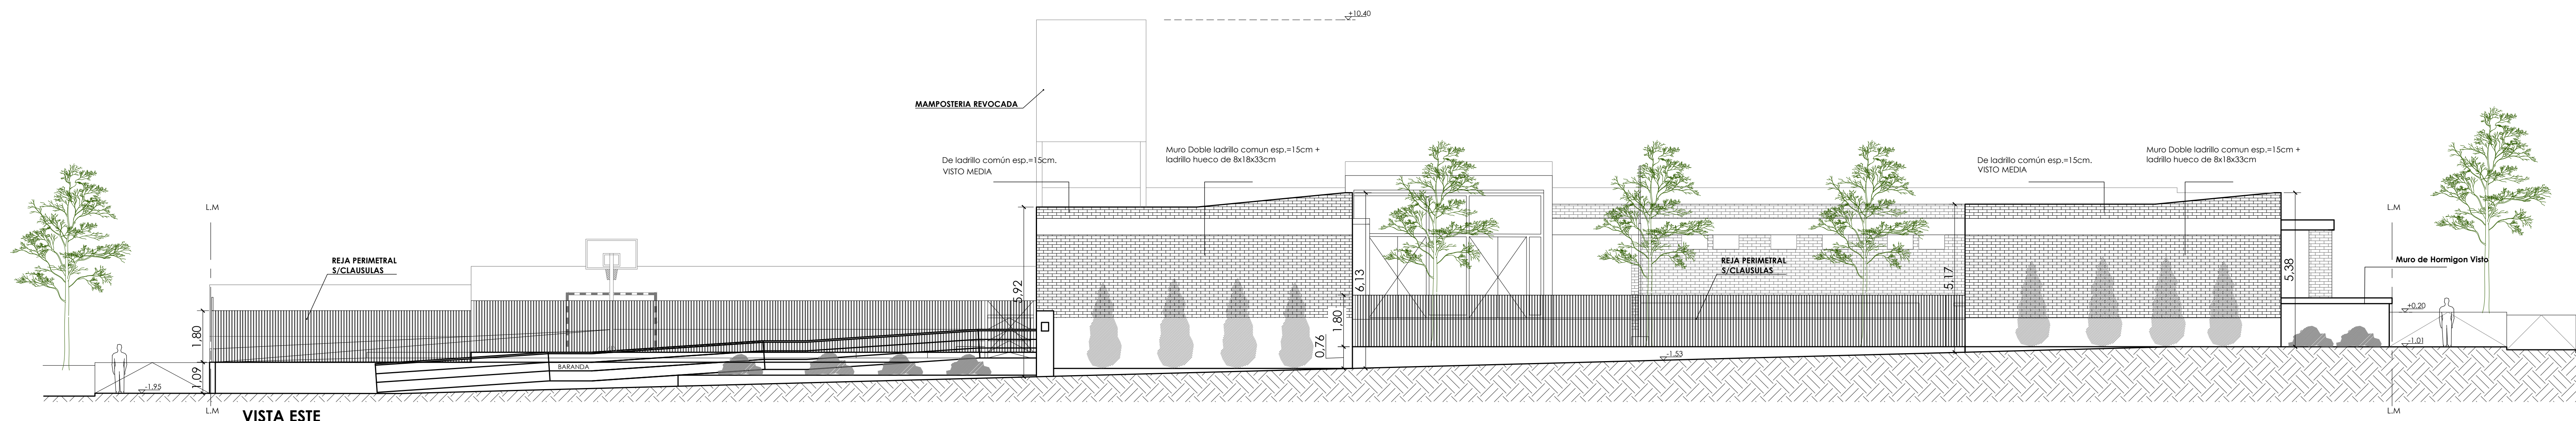 +10,40
MAMPOSTERIA REVOCADA
De ladrillo común esp.=15cm.
VISTO MEDIA
Muro Doble ladrillo comun esp.=15cm +
ladrillo hueco de 8x18x33cm
De ladrillo común esp.=15cm.
VISTO MEDIA
Muro Doble ladrillo comun esp.=15cm +
ladrillo hueco de 8x18x33cm
L.M
L.M
REJA PERIMETRAL
S/CLAUSULAS
REJA PERIMETRAL
S/CLAUSULAS
Muro de Hormigon Visto
5,92
6,13
5,17
5,38
1,80
1,80
0,76
1,09
+0,20
-1,01
-1,53
BARANDA
-1,95
L.M
L.M
VISTA ESTE